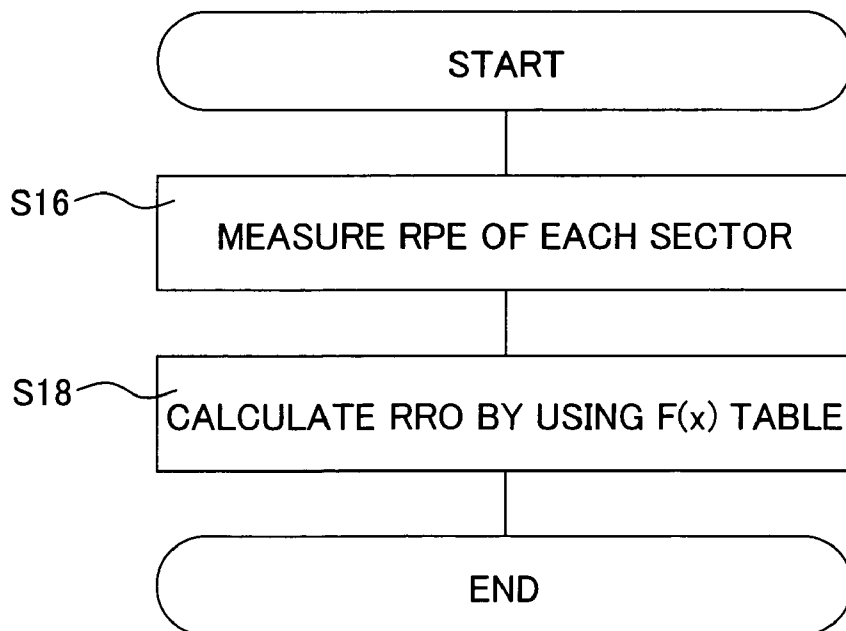 START
S16
MEASURE RPE OF EACH SECTOR
S18
CALCULATE RRO BY USING F(x) TABLE
END